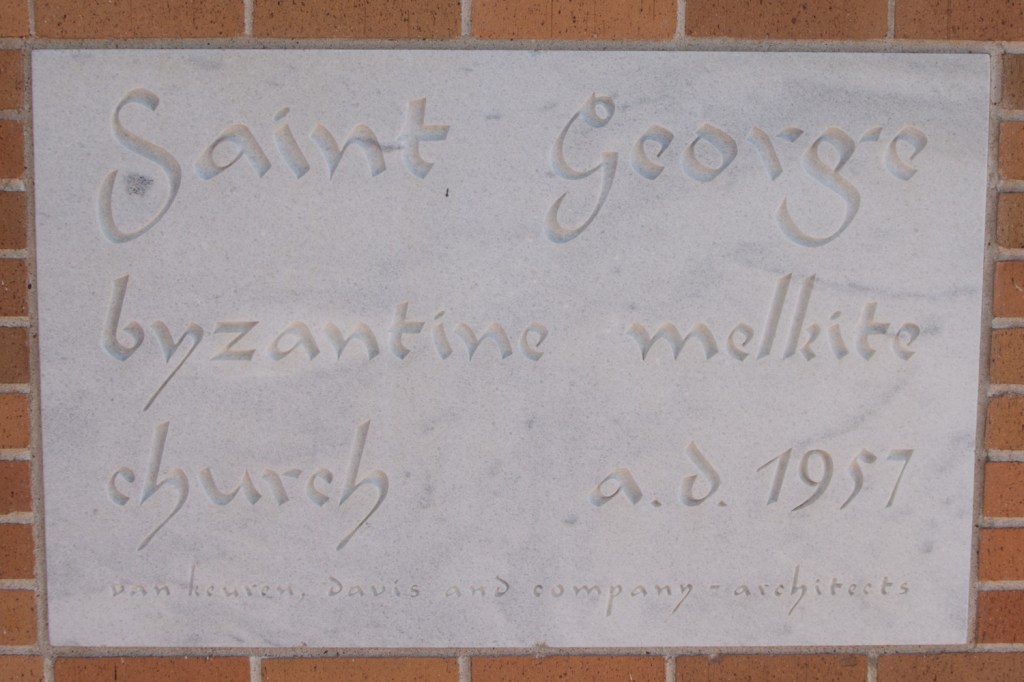 Saint George
byzantine melkite
church a.d. 1957
van keuren, davis and company - architects